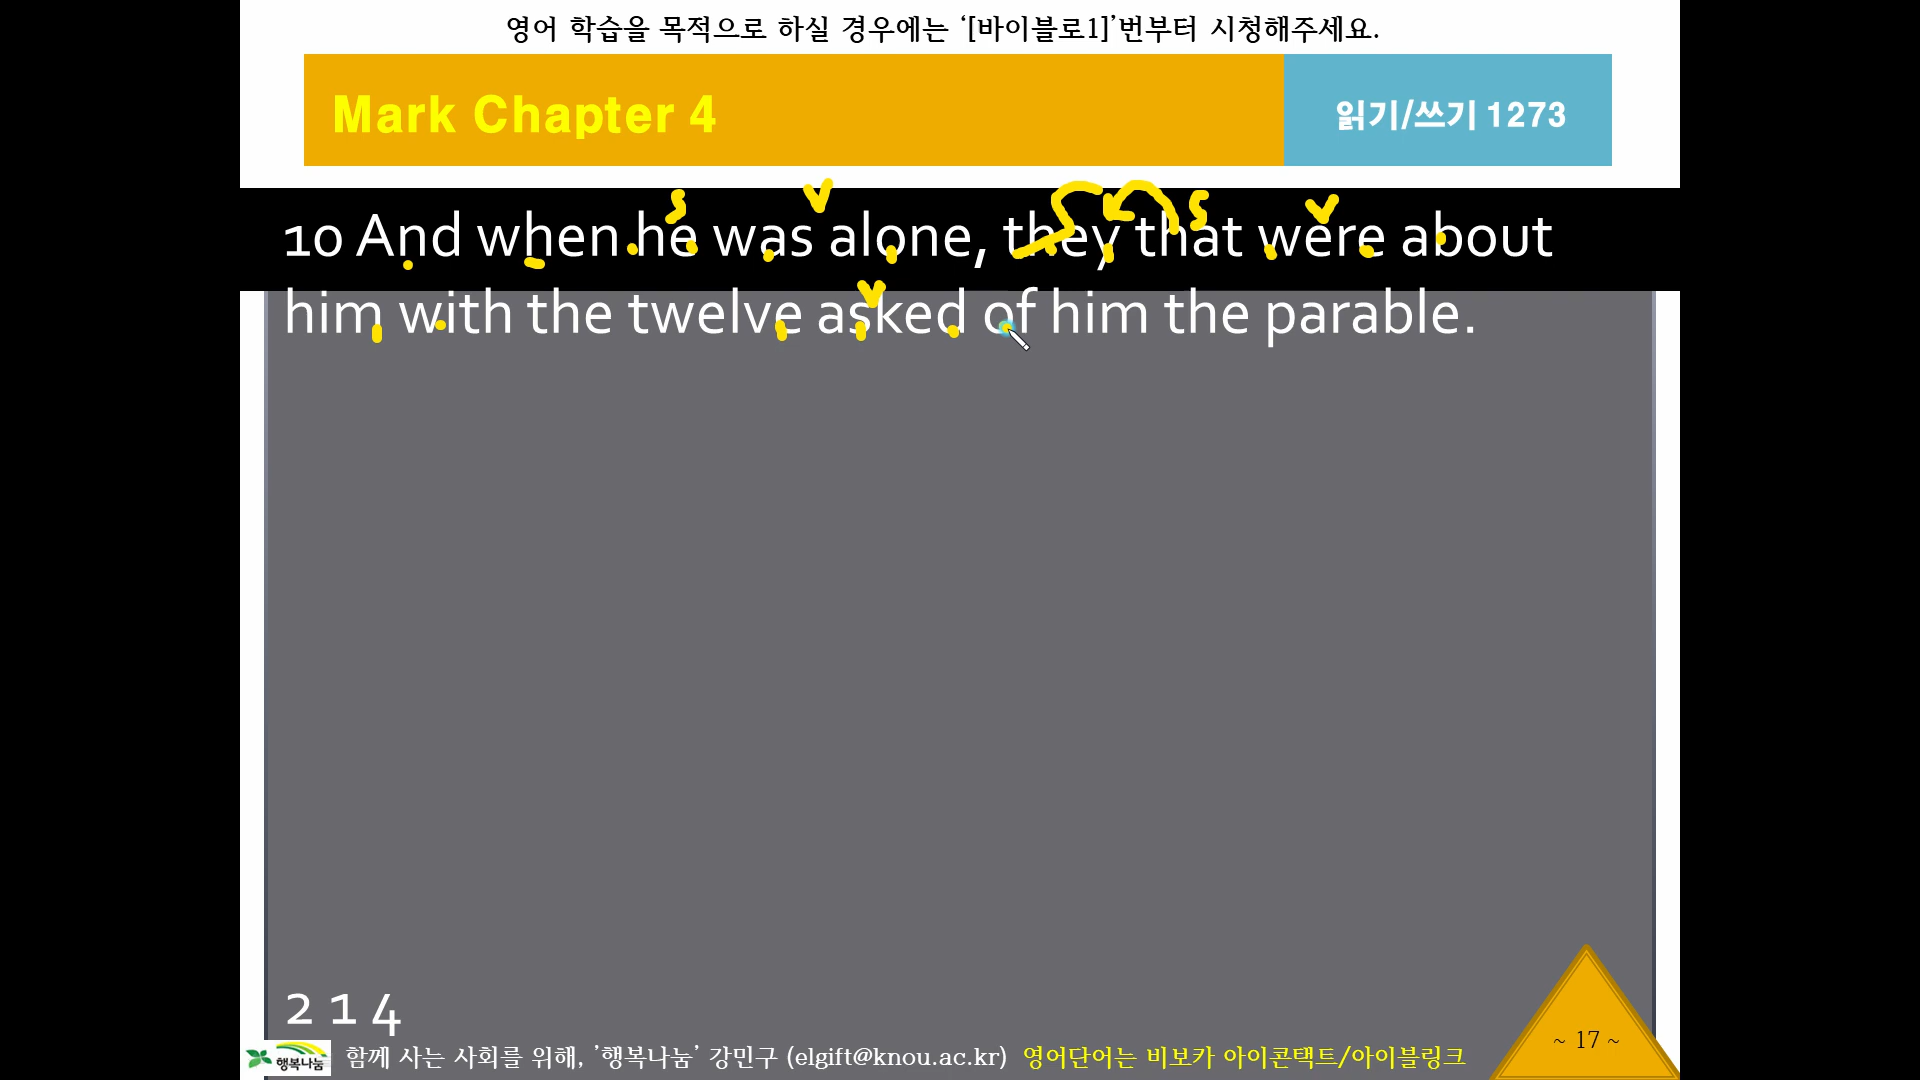 영어 학습을 목적으로 하실 경우에는 ‘[바이블로1]’번부터 시청해주세요.
Mark Chapter 4
읽기/쓰기 1273
10 And when he was alone, they that were about
him with the twelve asked of him the parable.
2 1 4
행복나눔
함께 사는 사회를 위해, ’행복나눔’ 강민구 (elgift@knou.ac.kr) 영어단어는 비보카 아이콘택트/아이블링크
~ 17 ~